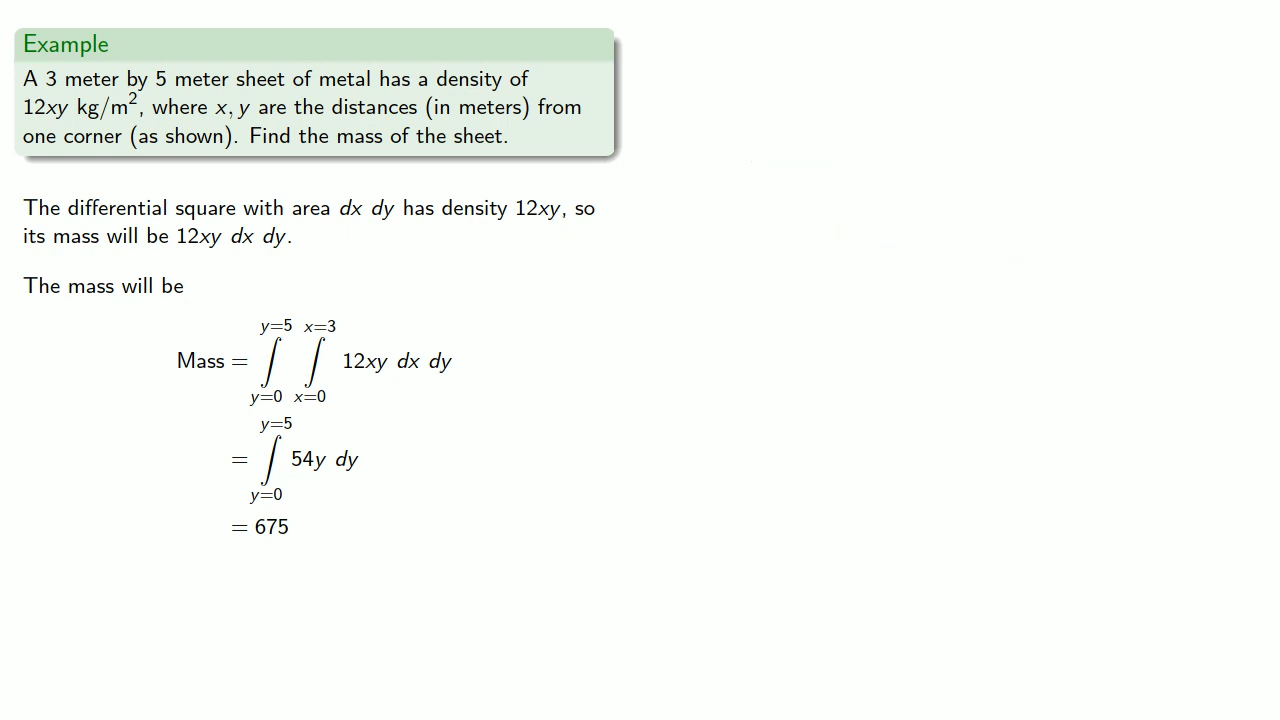 Example
A 3 meter by 5 meter sheet of metal has a density of
12xy kg/m², where x, y are the distances (in meters) from
one corner (as shown). Find the mass of the sheet.
The differential square with area dx dy has density 12xy, so
its mass will be 12xy dx dy.
The mass will be
y=5 x=3
Mass = ∫ ∫ 12xy dx dy
y=0 x=0
y=5
= ∫ 54y dy
y=0
= 675